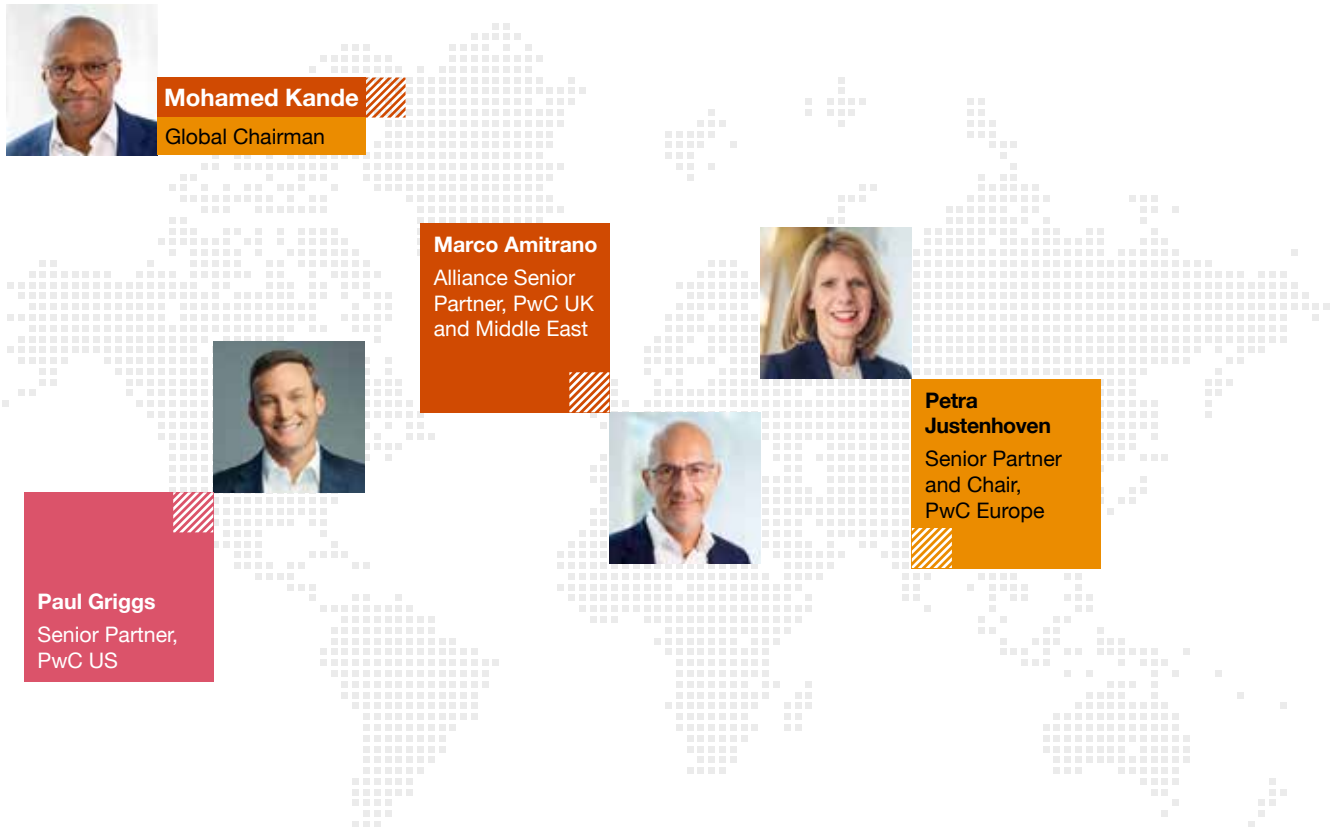 Mohamed Kande
Global Chairman
Marco Amitrano
Alliance Senior
Partner, PwC UK
and Middle East
Petra
Justenhoven
Senior Partner
and Chair,
PwC Europe
Paul Griggs
Senior Partner,
PwC US